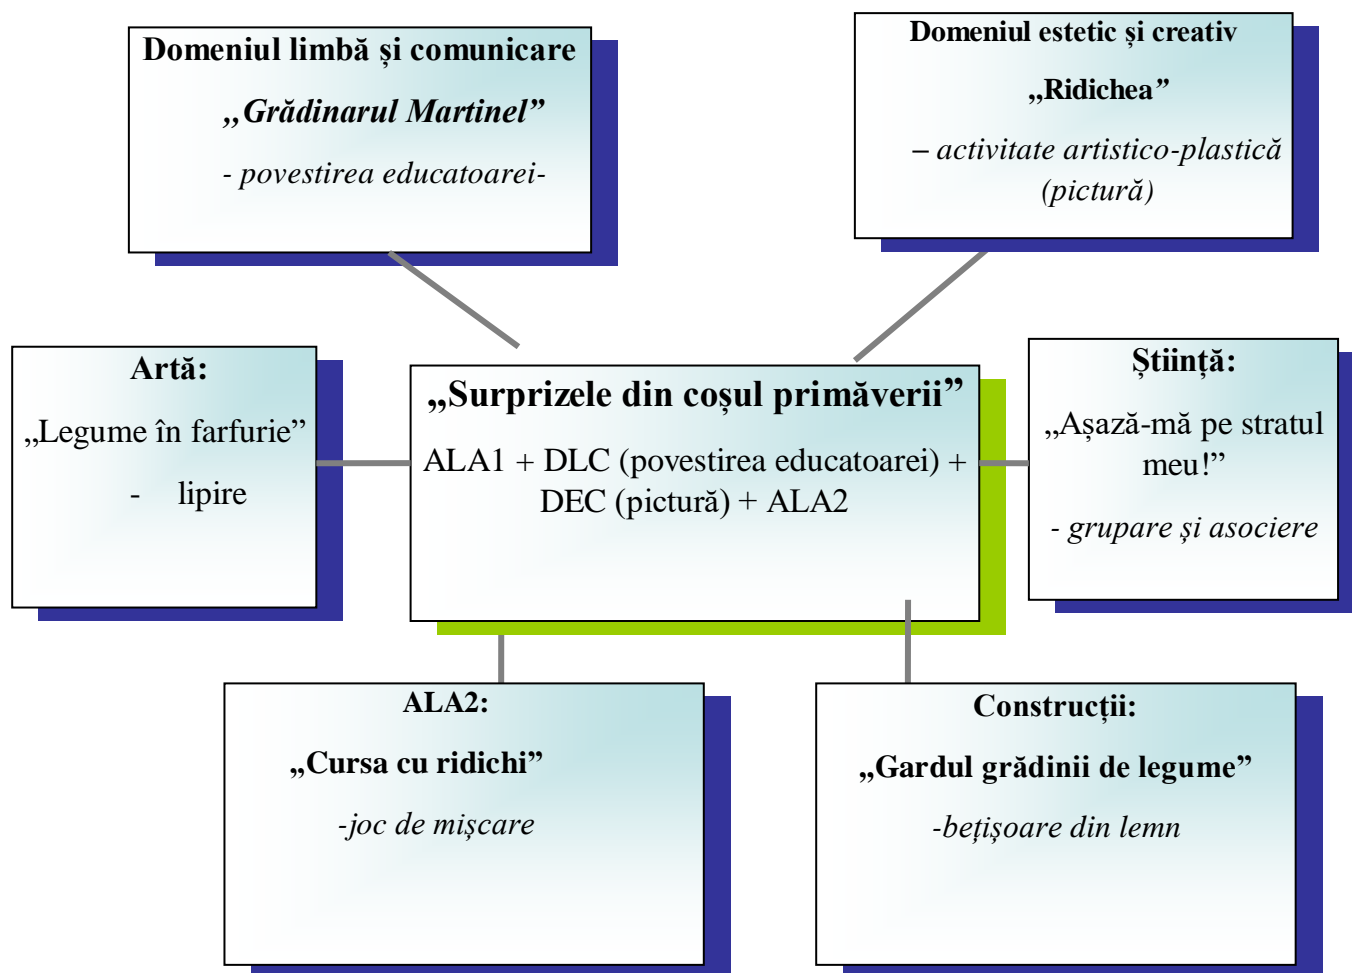 Domeniul limbă și comunicare
„Grădinarul Martinel”
- povestirea educatoarei-
Domeniul estetic și creativ
„Ridichea”
– activitate artistico-plastică
(pictură)
Artă:
„Legume în farfurie”
- lipire
„Surprizele din coșul primăverii”
ALA1 + DLC (povestirea educatoarei) +
DEC (pictură) + ALA2
Știință:
„Așază-mă pe stratul
meu!”
- grupare și asociere
ALA2:
„Cursa cu ridichi”
-joc de mișcare
Construcții:
„Gardul grădinii de legume”
-bețișoare din lemn